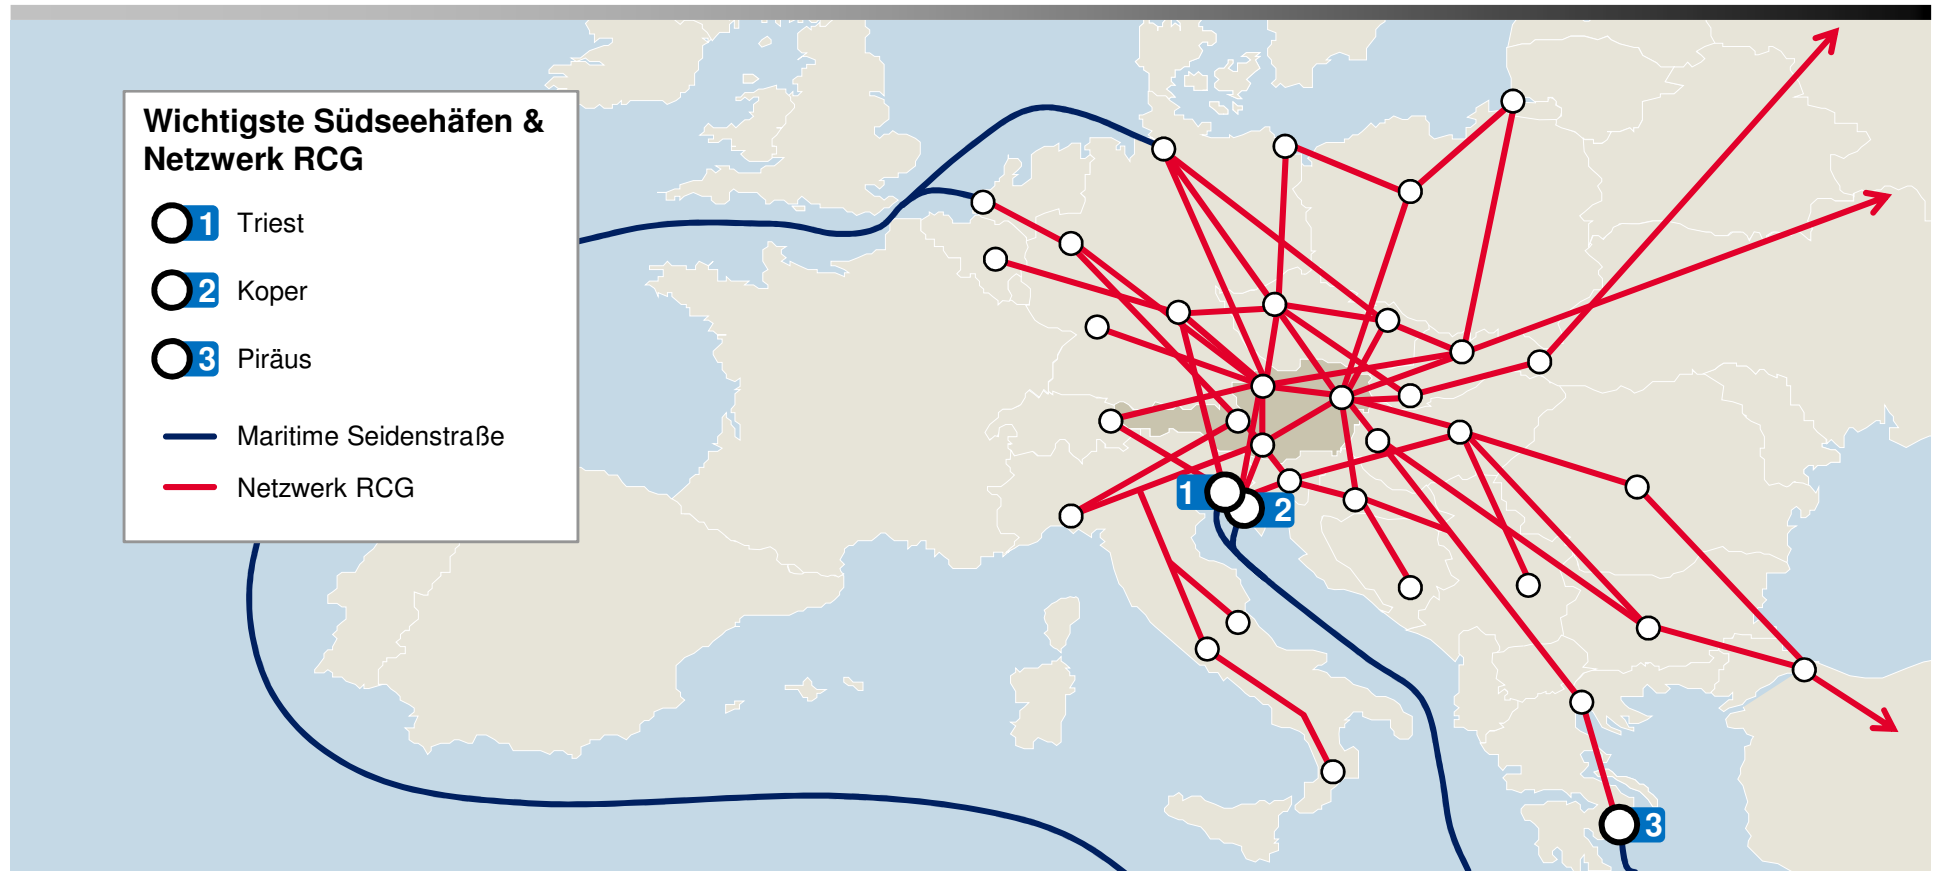 Wichtigste Südseehäfen &
Netzwerk RCG
1 Triest
2 Koper
3 Piräus
Maritime Seidenstraße
Netzwerk RCG
1
2
3